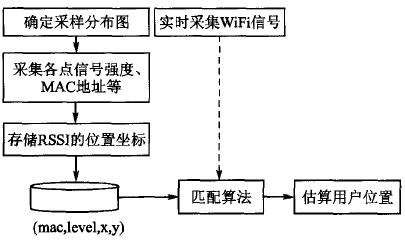 确定采样分布图
实时采集WiFi信号
采集各点信号强度、
MAC地址等
存储RSSI的位置坐标
匹配算法
估算用户位置
(mac,level,x,y)